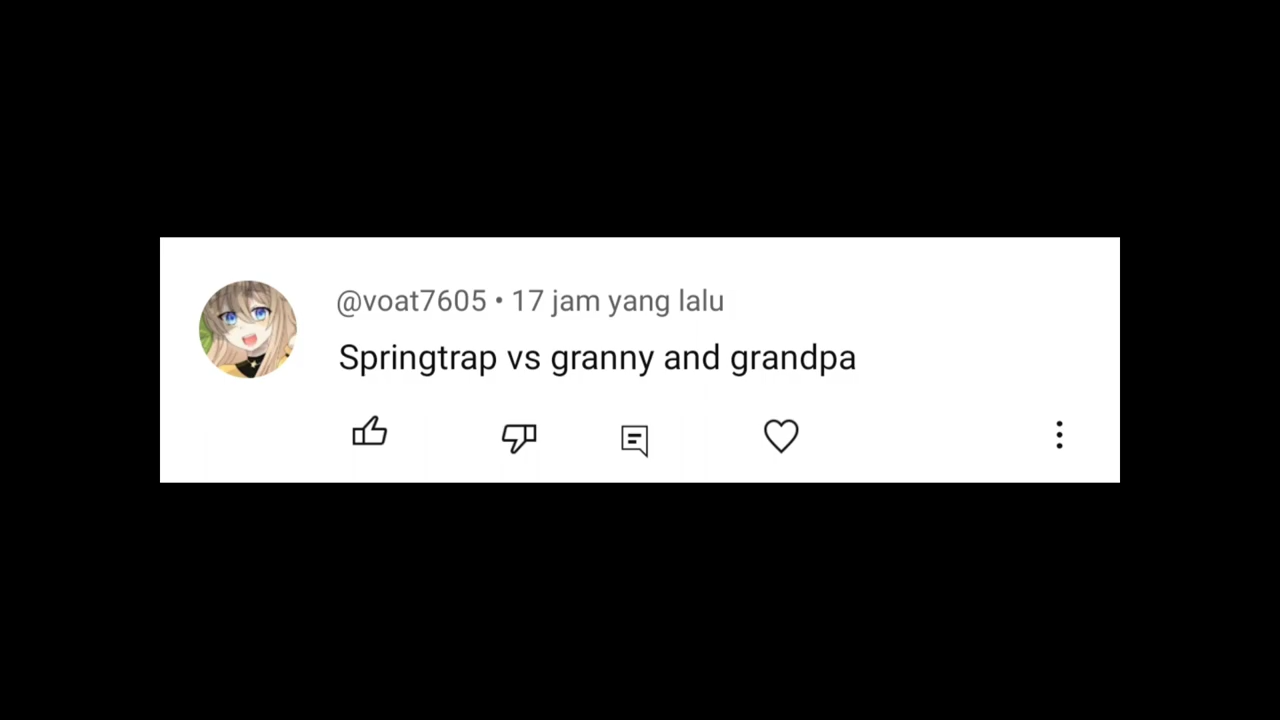 @voat7605 • 17 jam yang lalu
Springtrap vs granny and grandpa